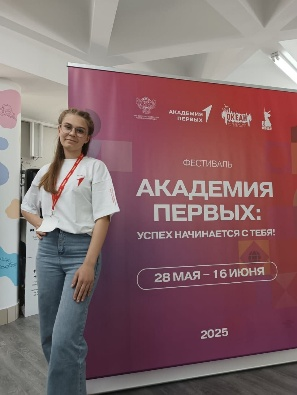 АКАДЕМИЯ
ПЕРВЫХ
ОКЕАН
ФЕСТИВАЛЬ
АКАДЕМИЯ
ПЕРВЫХ:
УСПЕХ НАЧИНАЕТСЯ С ТЕБЯ!
28 МАЯ – 16 ИЮНЯ
2025